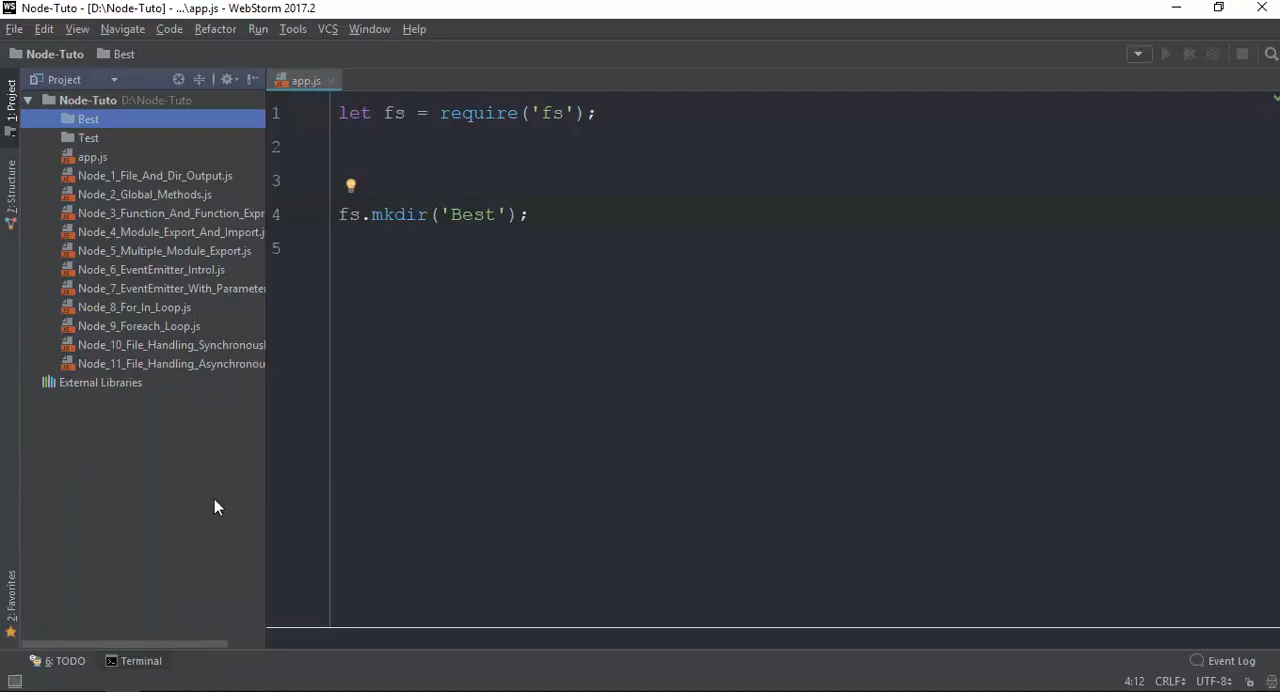 WS Node-Tuto - [D:\Node-Tuto] - ...\app.js - WebStorm 2017.2
File Edit View Navigate Code Refactor Run Tools VCS Window Help
Node-Tuto Best
1: Project
Project
app.js
Node-Tuto D:\Node-Tuto
Best
Test
app.js
Node_1_File_And_Dir_Output.js
Node_2_Global_Methods.js
Node_3_Function_And_Function_Expr
Node_4_Module_Export_And_Import.j
Node_5_Multiple_Module_Export.js
Node_6_EventEmitter_Introl.js
Node_7_EventEmitter_With_Parameter
Node_8_For_In_Loop.js
Node_9_Foreach_Loop.js
Node_10_File_Handling_Synchronousl
Node_11_File_Handling_Asynchronou
External Libraries
7: Structure
2: Favorites
1 let fs = require('fs');
2
3
4 fs.mkdir('Best');
5
6: TODO Terminal Event Log
4:12 CRLF UTF-8